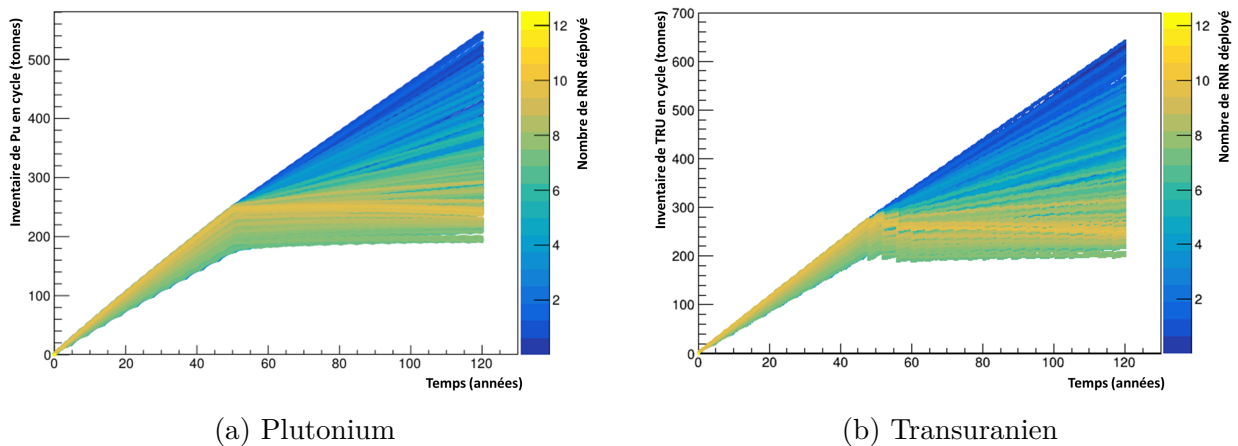 Inventaire de Pu en cycle (tonnes)
500
400
300
200
100
0
0 20 40 60 80 100 120
Temps (années)
12
10
8
6
4
2
Nombre de RNR déployé
(a) Plutonium
Inventaire de TRU en cycle (tonnes)
700
600
500
400
300
200
100
0
0 20 40 60 80 100 120
Temps (années)
12
10
8
6
4
2
Nombre de RNR déployé
(b) Transuranien